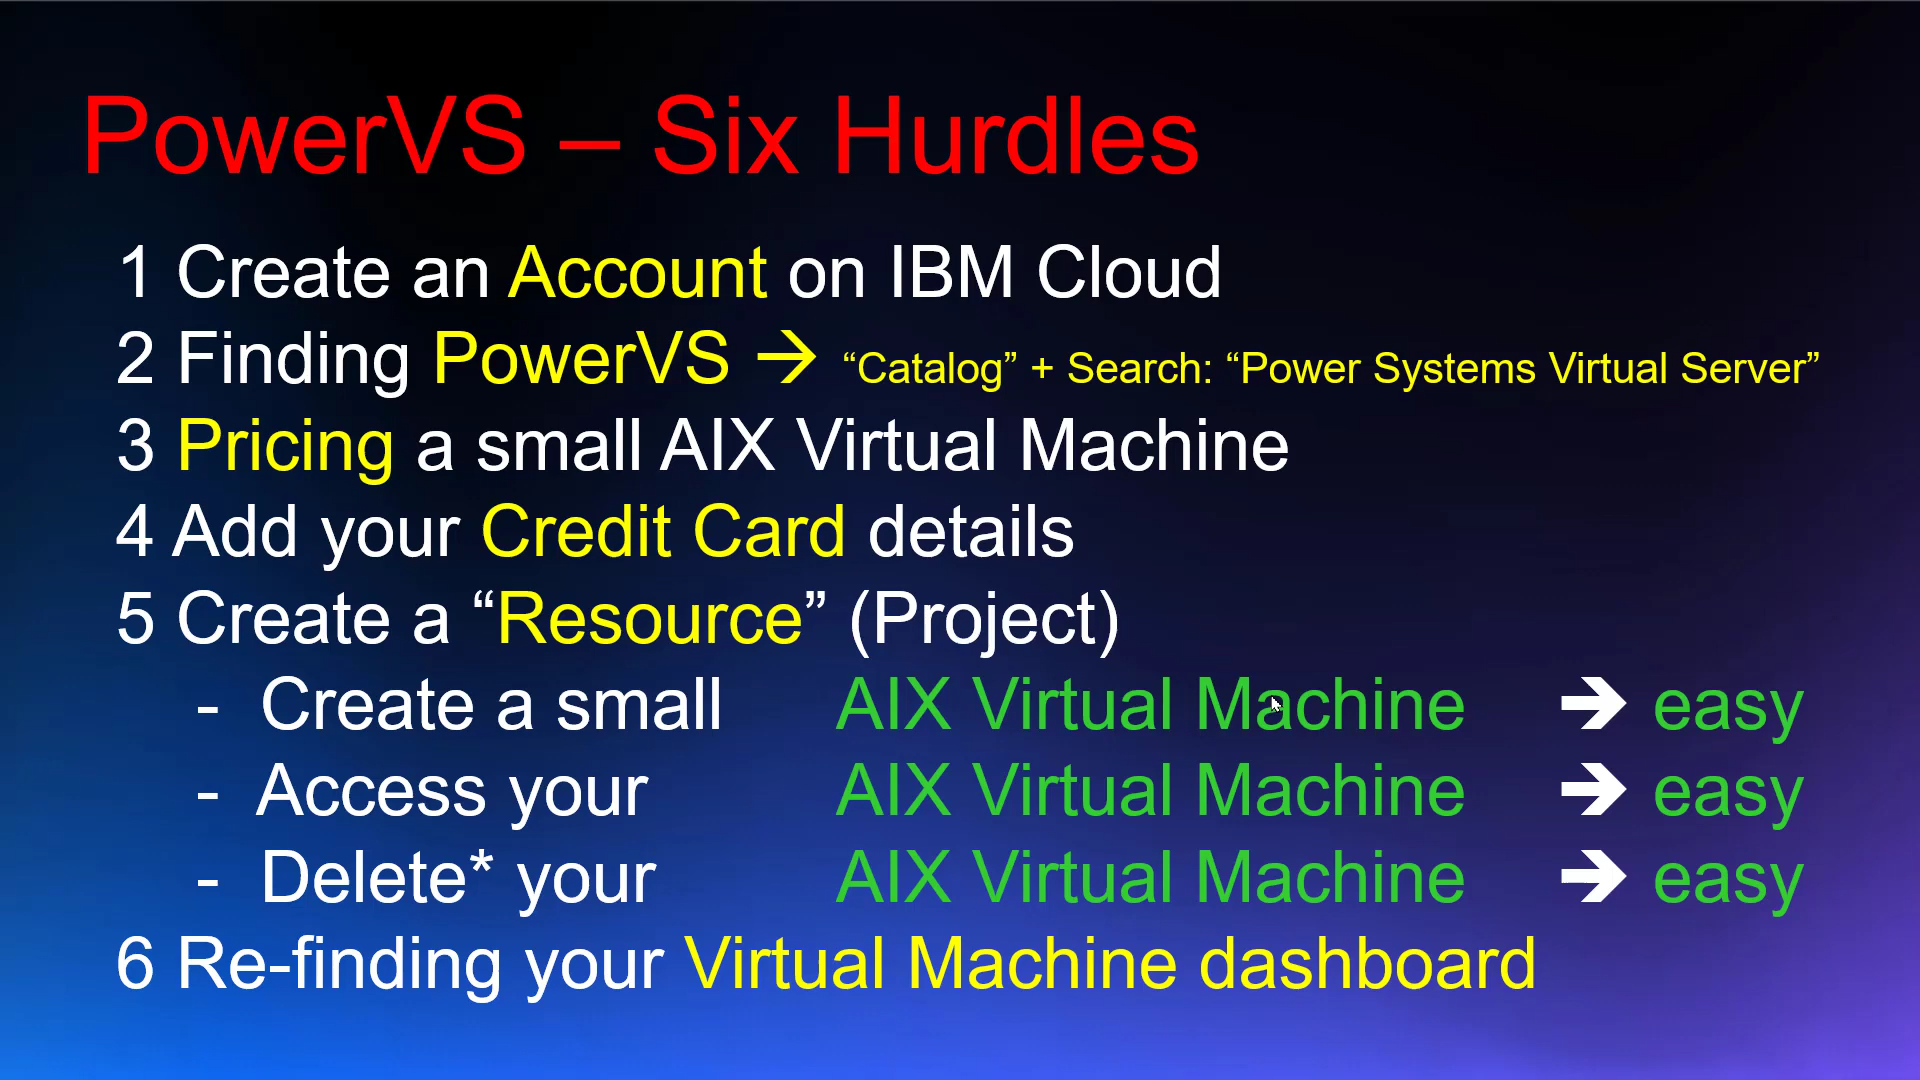 PowerVS – Six Hurdles
1 Create an Account on IBM Cloud
2 Finding PowerVS → “Catalog” + Search: “Power Systems Virtual Server”
3 Pricing a small AIX Virtual Machine
4 Add your Credit Card details
5 Create a “Resource” (Project)
- Create a small AIX Virtual Machine → easy
- Access your AIX Virtual Machine → easy
- Delete* your AIX Virtual Machine → easy
6 Re-finding your Virtual Machine dashboard